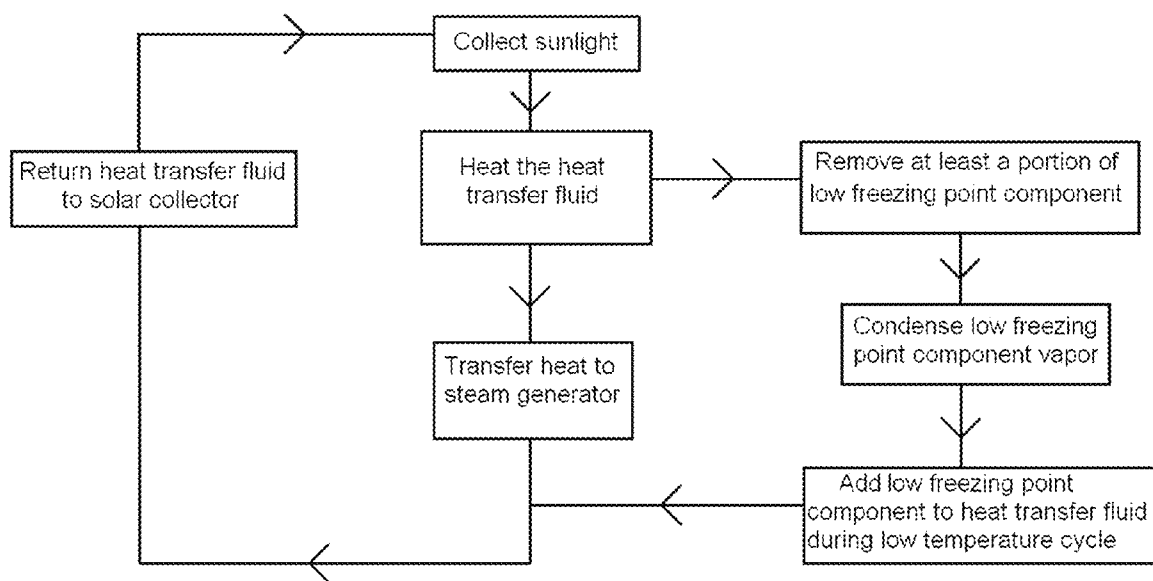 Collect sunlight
Return heat transfer fluid
to solar collector
Heat the heat
transfer fluid
Remove at least a portion of
low freezing point component
Condense low freezing
point component vapor
Transfer heat to
steam generator
Add low freezing point
component to heat transfer fluid
during low temperature cycle